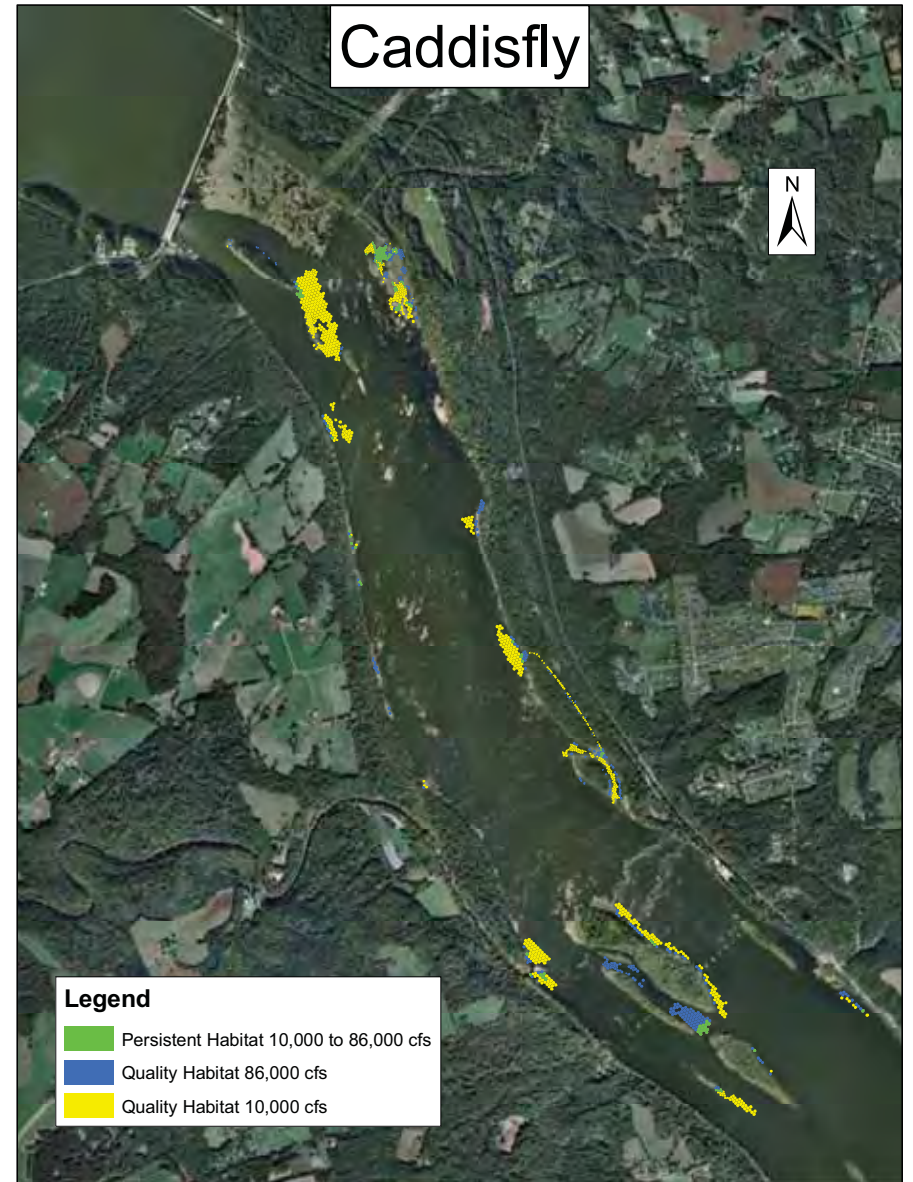 Caddisfly
N
Legend
Persistent Habitat 10,000 to 86,000 cfs
Quality Habitat 86,000 cfs
Quality Habitat 10,000 cfs